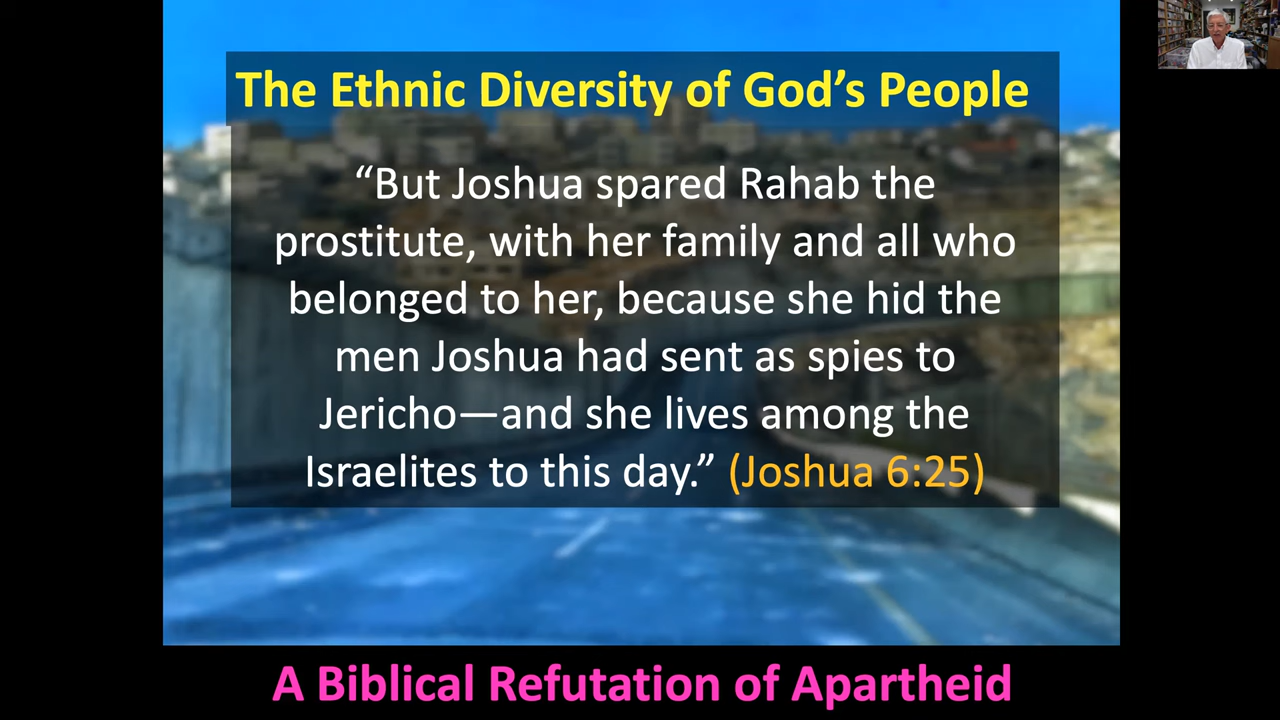 The Ethnic Diversity of God’s People
“But Joshua spared Rahab the
prostitute, with her family and all who
belonged to her, because she hid the
men Joshua had sent as spies to
Jericho—and she lives among the
Israelites to this day.” (Joshua 6:25)
A Biblical Refutation of Apartheid